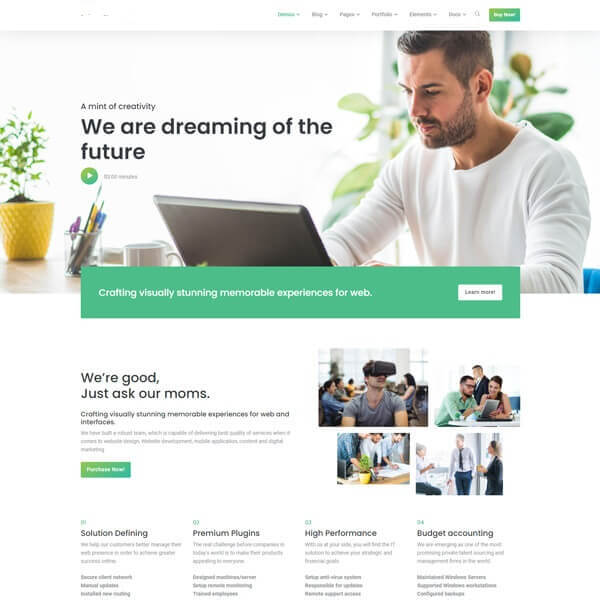 Demos Blog Pages Portfolio Elements Docs Buy Now!
A mint of creativity
We are dreaming of the
future
02:00 minutes
Crafting visually stunning memorable experiences for web.
Learn more!
We're good,
Just ask our moms.
Crafting visually stunning memorable experiences for web and
interfaces.
We have built a robust team, which is capable of delivering best quality of services when it
comes to website design, Website development, mobile application, content and digital
marketing
Purchase Now!
01
Solution Defining
We help our customers better manage their
web presence in order to achieve greater
success online.
Secure client network
Manual updates
Installed new routing
02
Premium Plugins
The real challenge before companies in
today's world is to make their products
appealing to everyone.
Designed machines/server
Setup remote monitoring
Trained employees
03
High Performance
With us at your side, you will find the IT
solution to achieve your strategic and
financial goals.
Setup anti-virus system
Responsible for updates
Remote support access
04
Budget accounting
We are emerging as one of the most
promising private talent sourcing and
management firms in the world.
Maintained Windows Servers
Supported Windows workstations
Configured backups